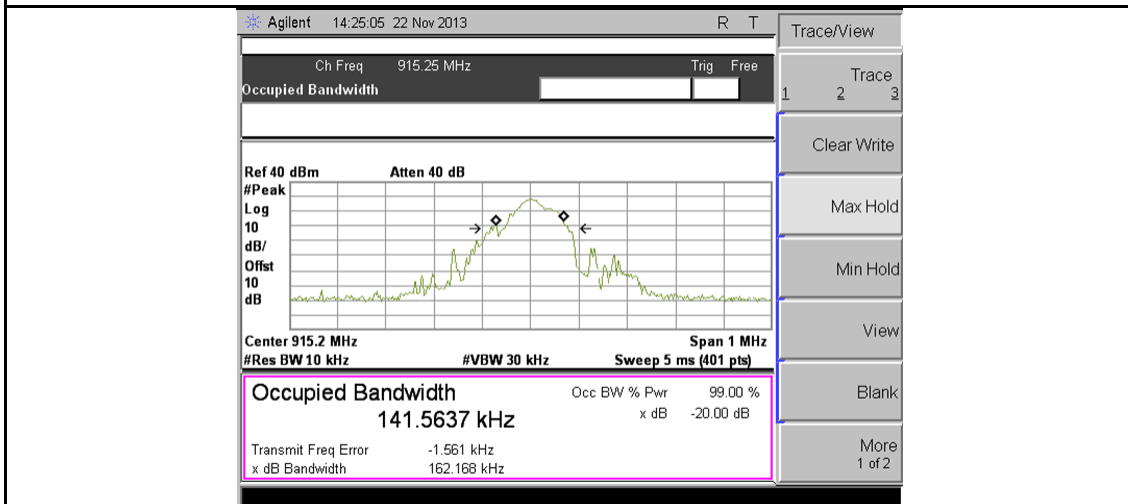 Agilent 14:25:05 22 Nov 2013 R T
Trace/View
Ch Freq 915.25 MHz Trig Free
Occupied Bandwidth
Trace
1 2 3
Clear Write
Max Hold
Min Hold
View
Blank
More
1 of 2
Ref 40 dBm Atten 40 dB
#Peak
Log
10
dB/
Offst
10
dB
Center 915.2 MHz Span 1 MHz
#Res BW 10 kHz #VBW 30 kHz Sweep 5 ms (401 pts)
Occupied Bandwidth Occ BW % Pwr 99.00 %
141.5637 kHz x dB -20.00 dB
Transmit Freq Error -1.561 kHz
x dB Bandwidth 162.168 kHz